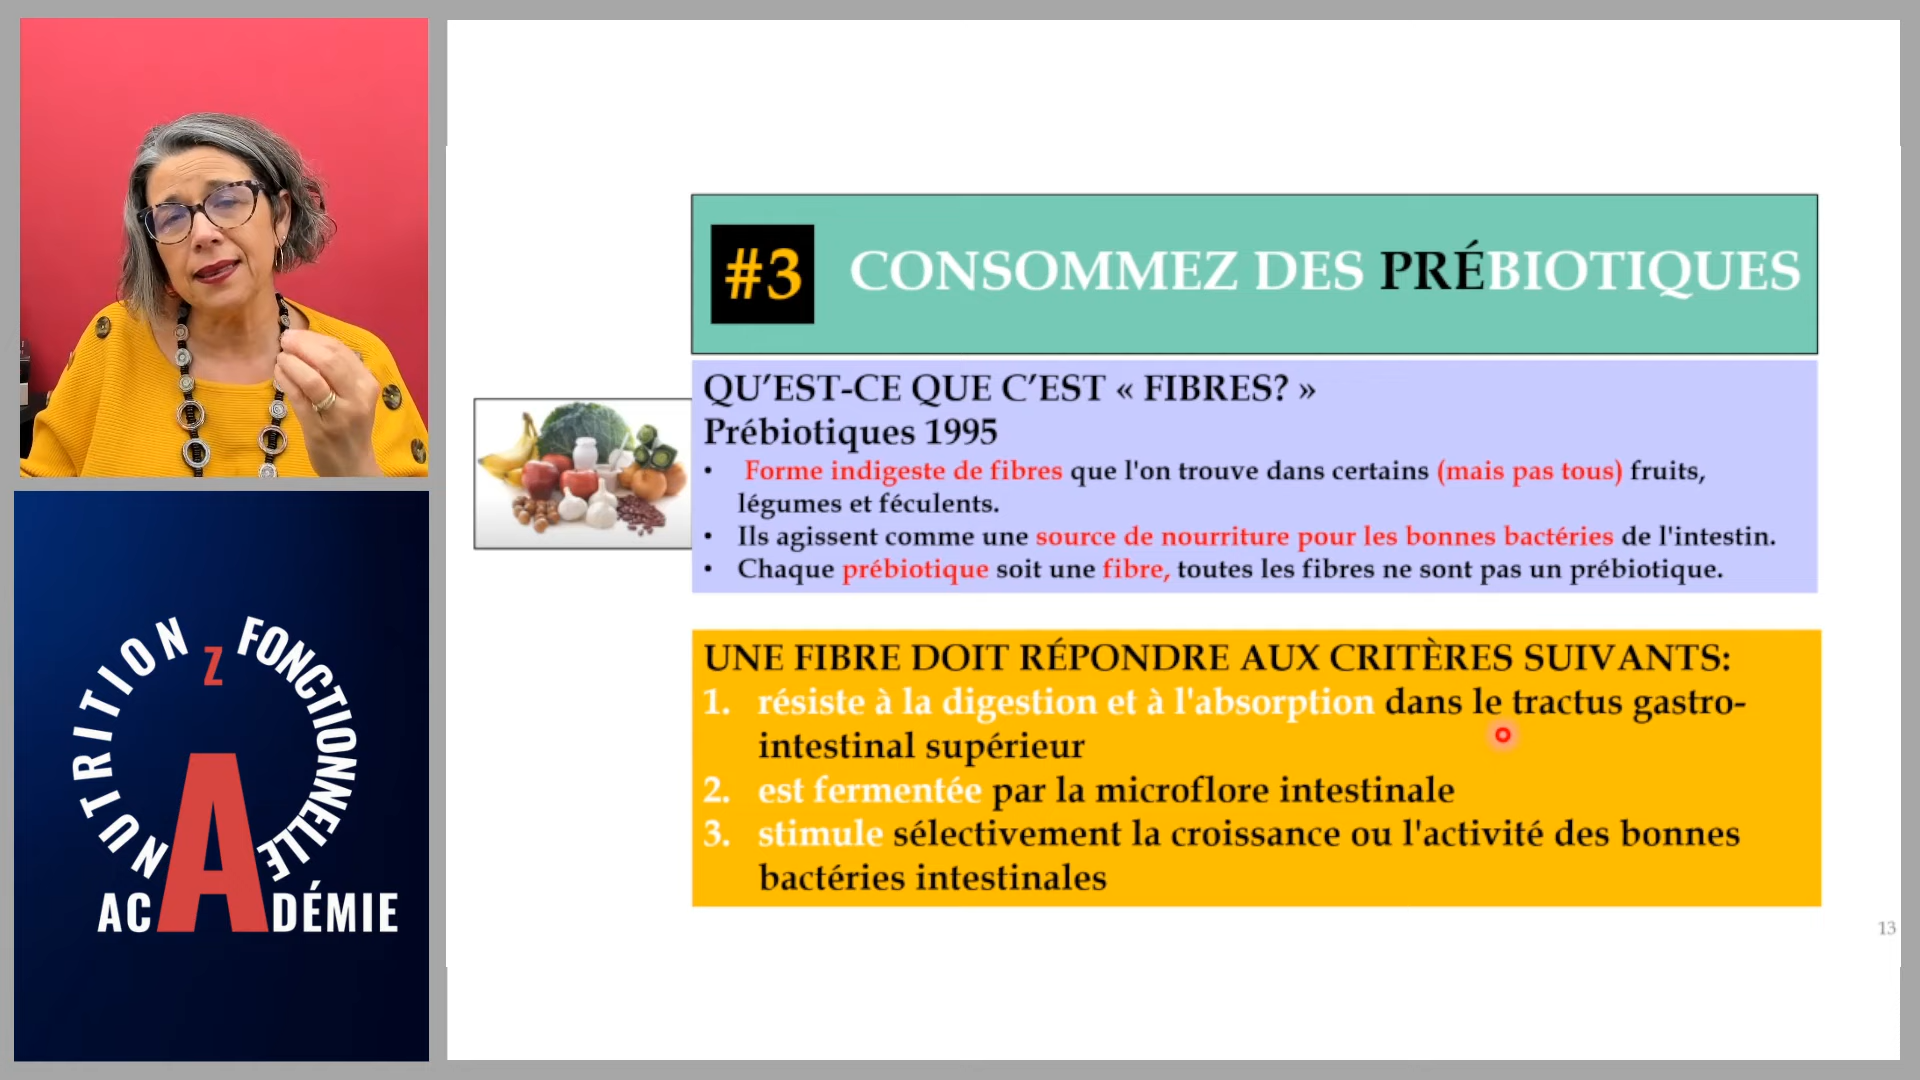 #3 CONSOMMEZ DES PRÉBIOTIQUES
QU’EST-CE QUE C’EST « FIBRES? »
Prébiotiques 1995
• Forme indigeste de fibres que l'on trouve dans certains (mais pas tous) fruits,
légumes et féculents.
• Ils agissent comme une source de nourriture pour les bonnes bactéries de l'intestin.
• Chaque prébiotique soit une fibre, toutes les fibres ne sont pas un prébiotique.
UNE FIBRE DOIT RÉPONDRE AUX CRITÈRES SUIVANTS:
1. résiste à la digestion et à l'absorption dans le tractus gastro-
intestinal supérieur
2. est fermentée par la microflore intestinale
3. stimule sélectivement la croissance ou l'activité des bonnes
bactéries intestinales
13
NUTRITION Z FONCTIONNELLE
ACADÉMIE